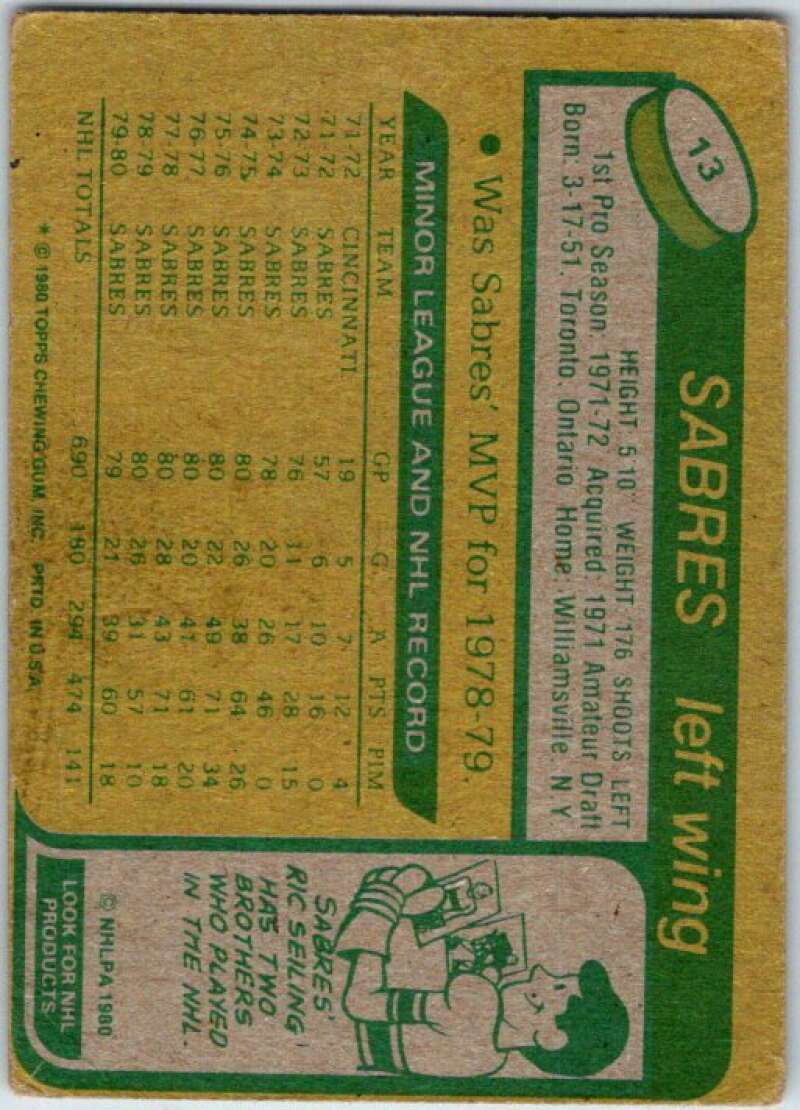 13
SABRES left wing
HEIGHT 5'10" WEIGHT 176 SHOOTS LEFT
1st Pro Season: 1971-72 Acquired: 1971 Amateur Draft
Born: 3-17-51, Toronto, Ontario Home: Williamsville, N.Y.
• Was Sabres' MVP for 1978-79.
MINOR LEAGUE AND NHL RECORD
YEAR TEAM GP G. A PTS PIM
71-72 CINCINNATI 19 5 7 12 4
71-72 SABRES 57 6 10 16 0
72-73 SABRES 76 11 17 28 15
73-74 SABRES 78 20 26 46 0
74-75 SABRES 80 26 38 64 26
75-76 SABRES 80 22 49 71 34
76-77 SABRES 80 20 41 61 20
77-78 SABRES 80 28 43 71 18
78-79 SABRES 80 26 31 57 10
79-80 SABRES 79 21 39 60 18
NHL TOTALS 690 180 294 474 141
* © 1980 TOPPS CHEWING GUM, INC. PRTD. IN U.S.A.
SABRES'
RIC SEILING
HAS TWO
BROTHERS
WHO PLAYED
IN THE NHL.
© NHLPA 1980
LOOK FOR NHL
PRODUCTS